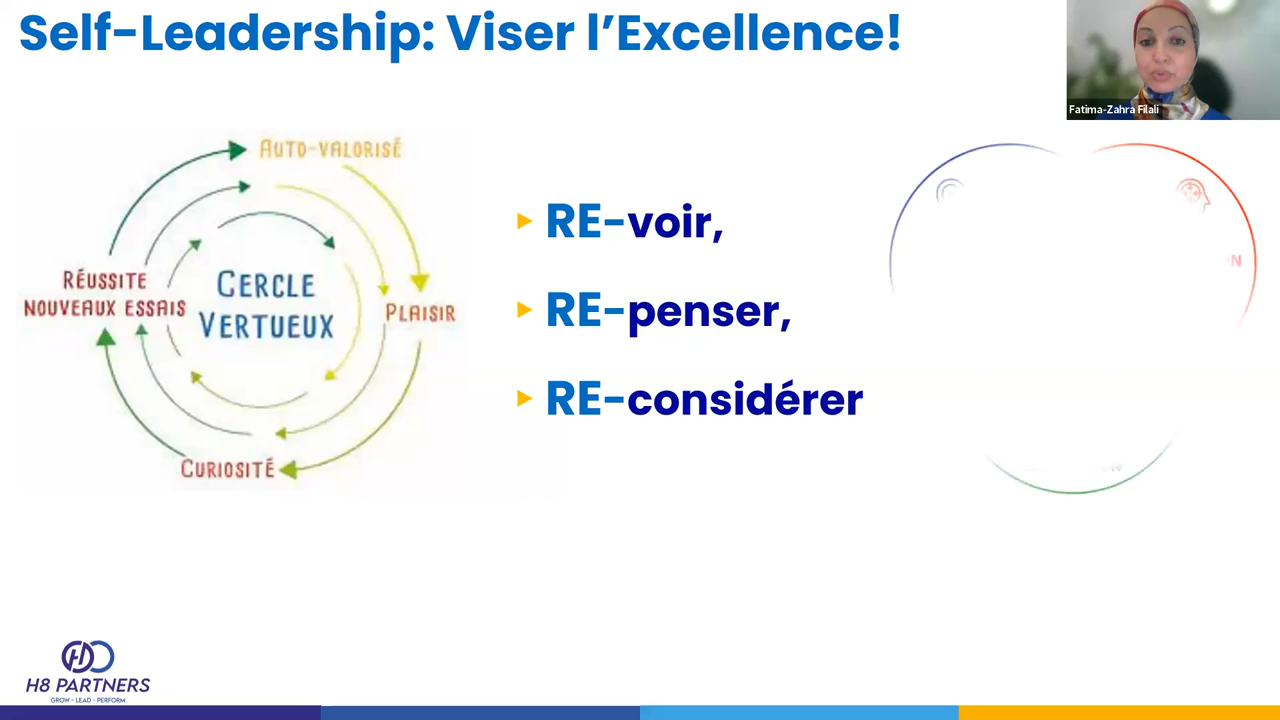 Self-Leadership: Viser l’Excellence!
Fatima-Zahra Filali
AUTO-VALORISÉ
RÉUSSITE
NOUVEAUX ESSAIS
CERCLE
VERTUEUX
PLAISIR
CURIOSITÉ
RE-voir,
RE-penser,
RE-considérer
H8 PARTNERS
GROW - LEAD - PERFORM